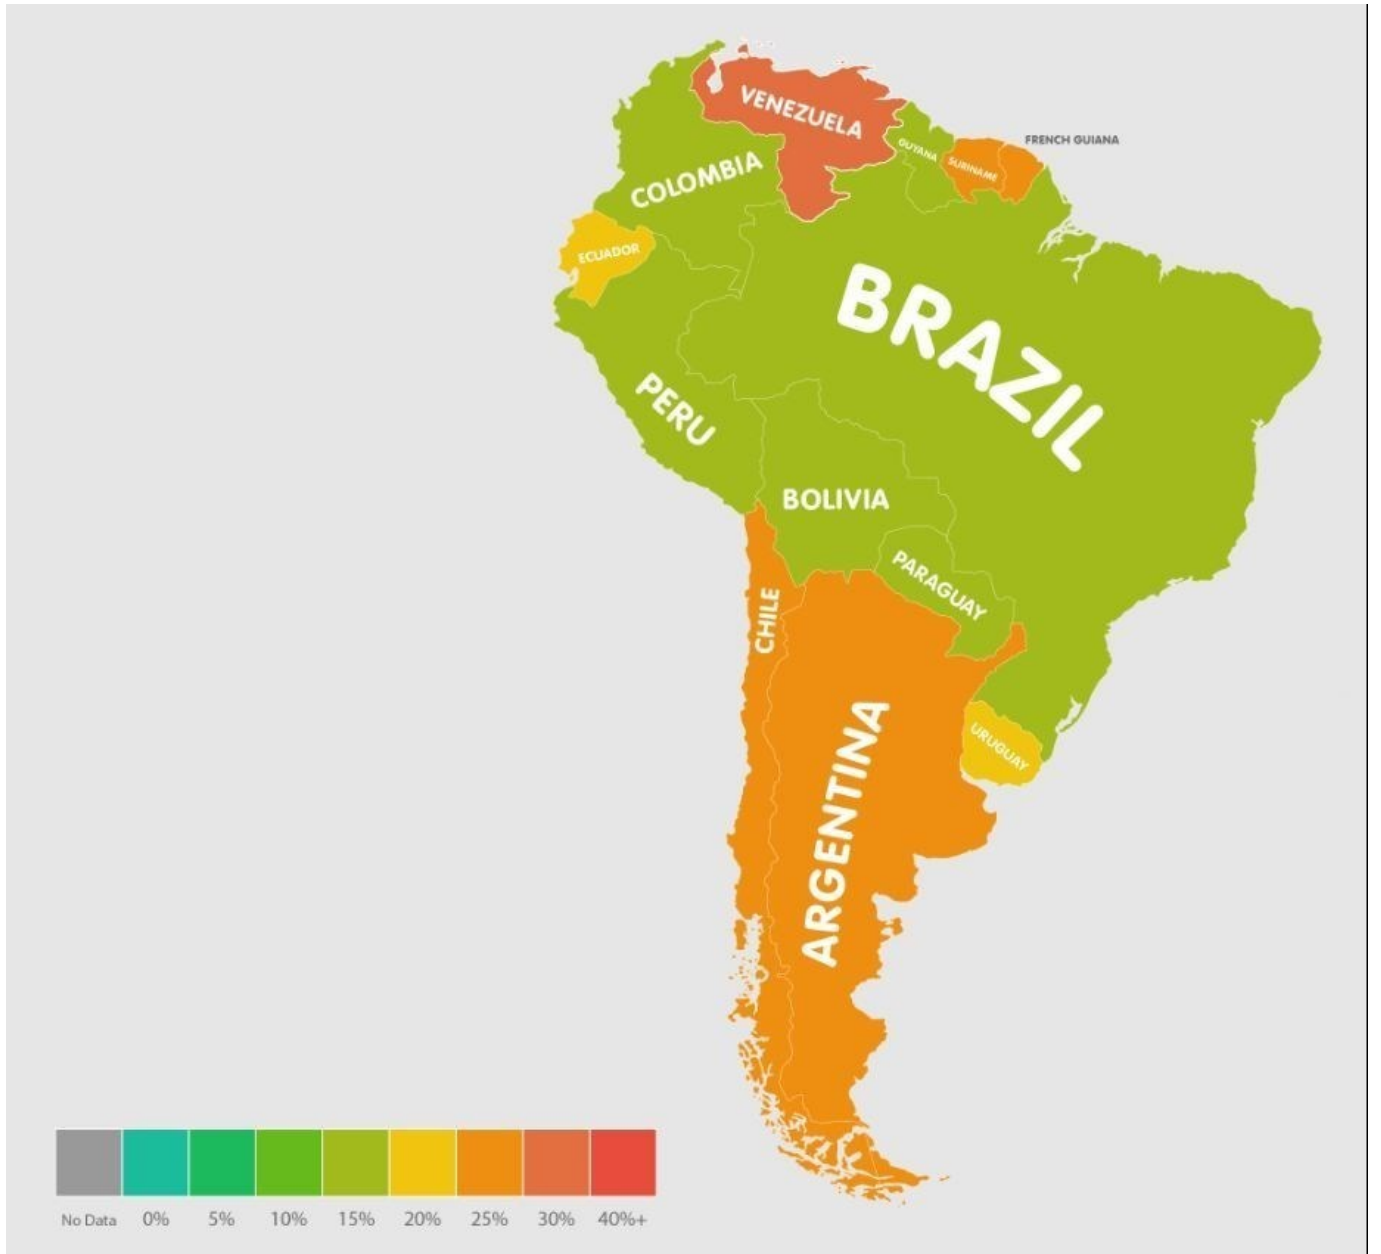 VENEZUELA
FRENCH GUIANA
GUYANA
SURINAME
COLOMBIA
ECUADOR
BRAZIL
PERU
BOLIVIA
PARAGUAY
CHILE
URUGUAY
ARGENTINA
No Data 0% 5% 10% 15% 20% 25% 30% 40%+